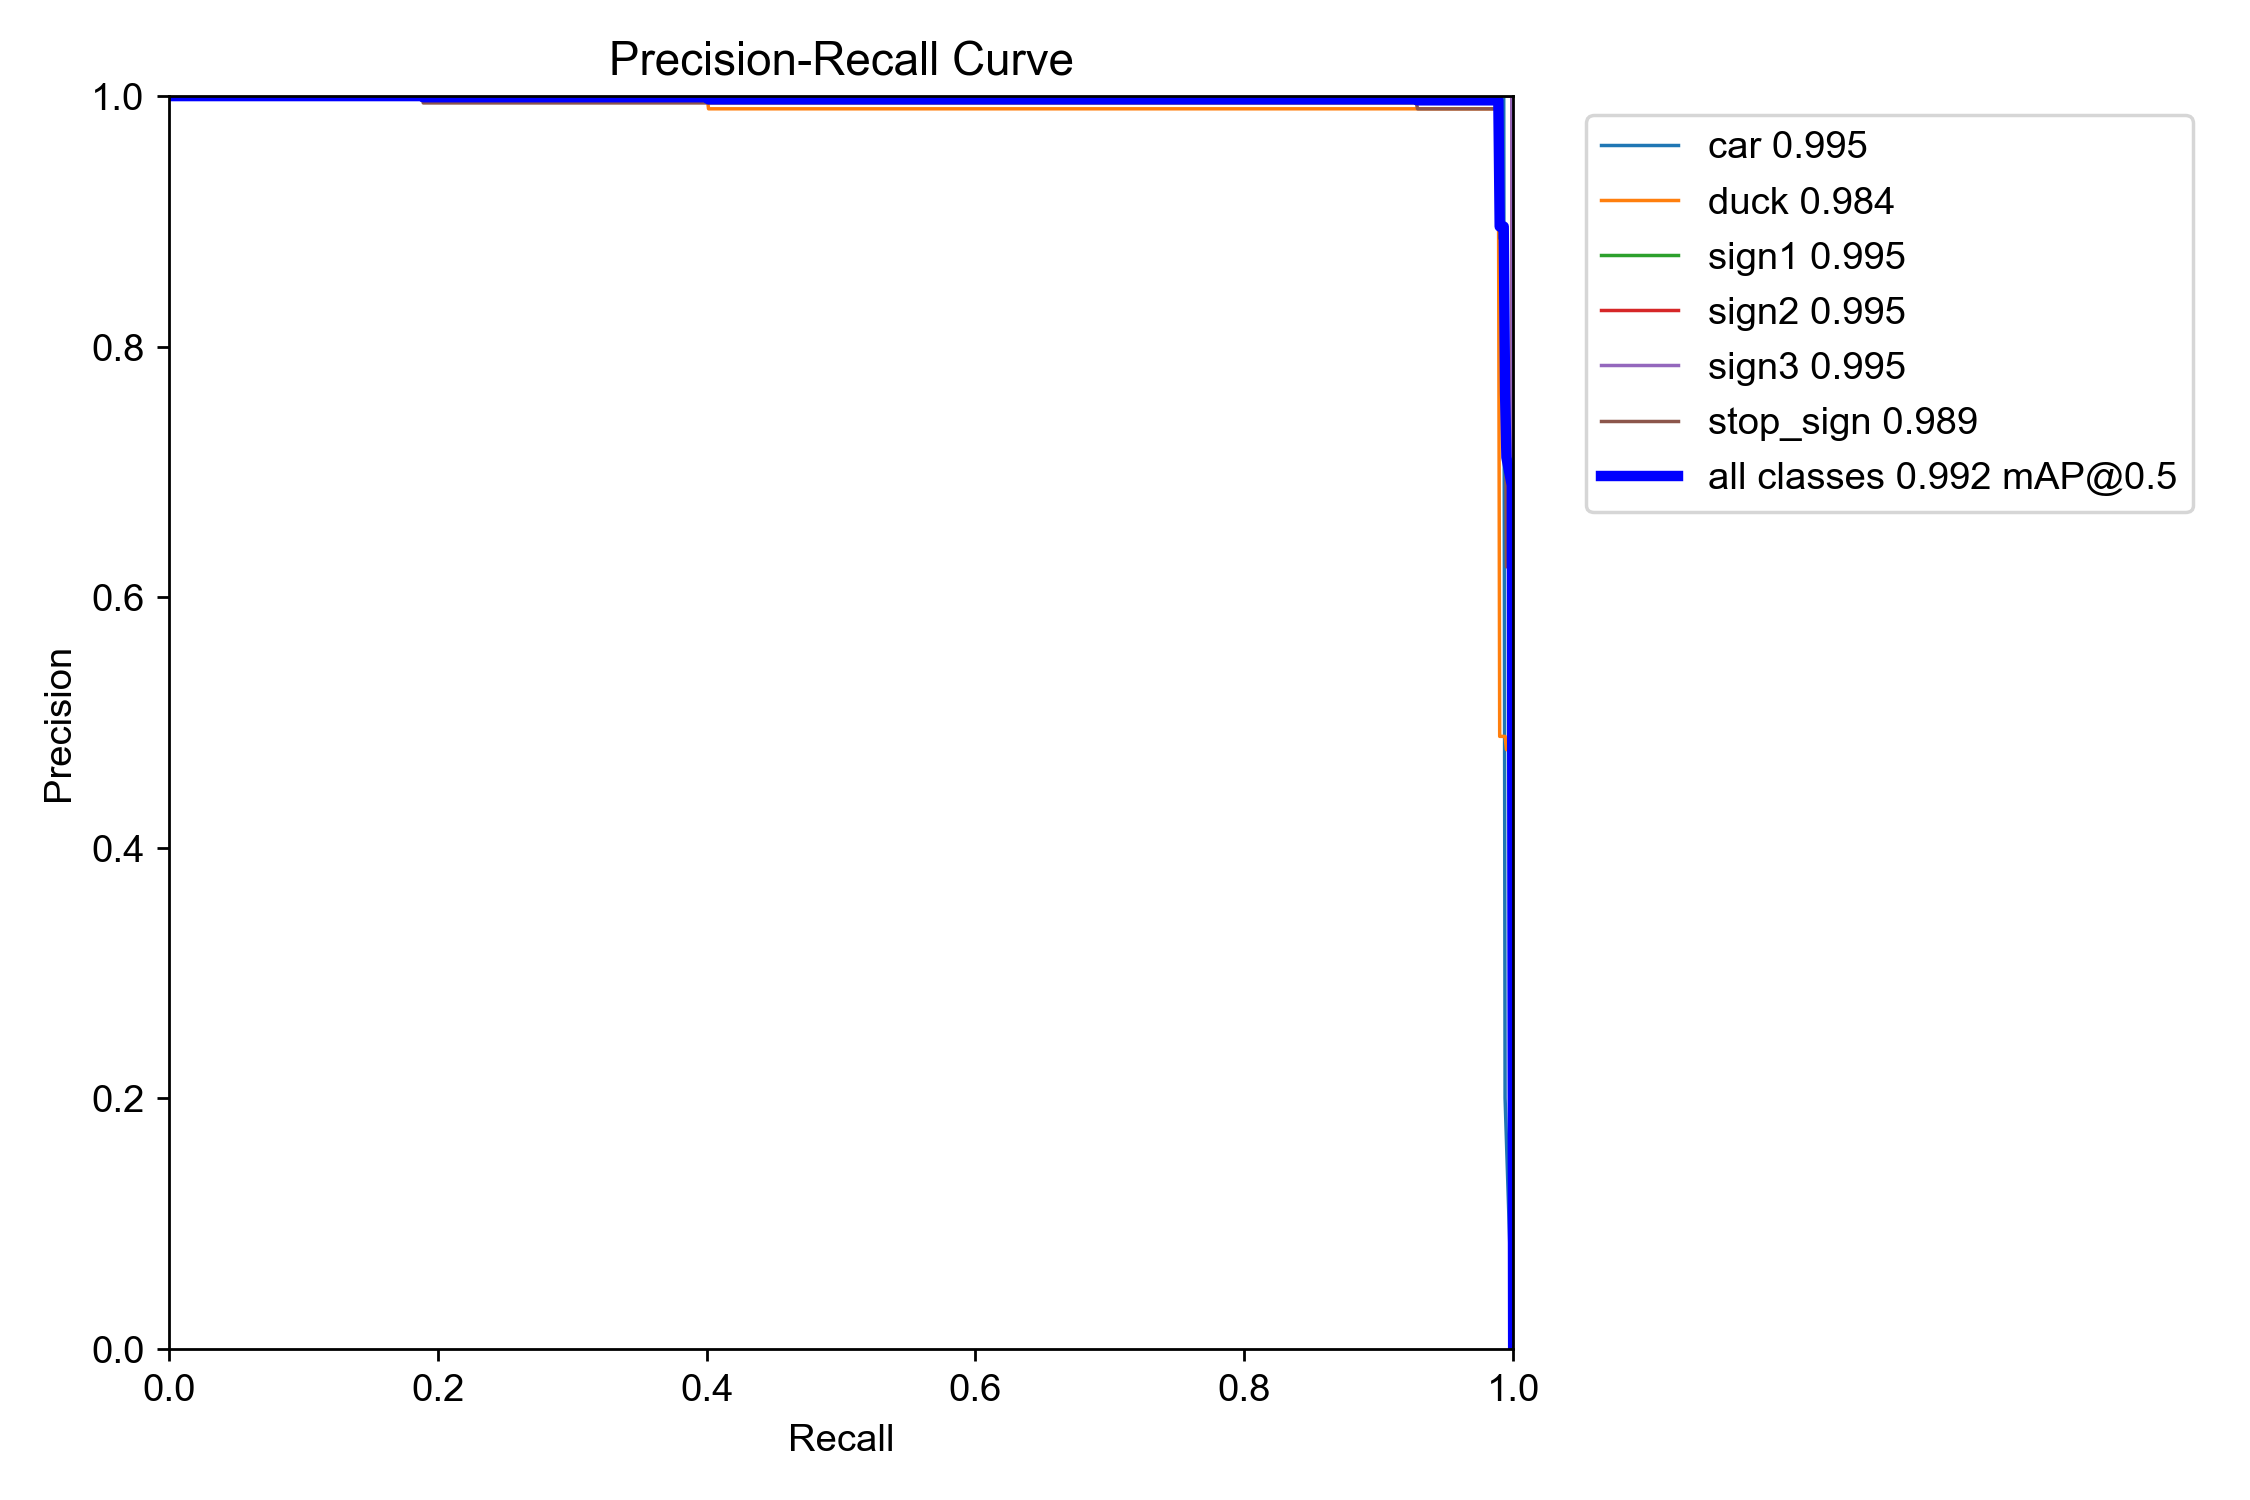 Precision-Recall Curve
1.0
0.8
0.6
0.4
0.2
0.0
Precision
0.0 0.2 0.4 0.6 0.8 1.0
Recall
car 0.995
duck 0.984
sign1 0.995
sign2 0.995
sign3 0.995
stop_sign 0.989
all classes 0.992 mAP@0.5